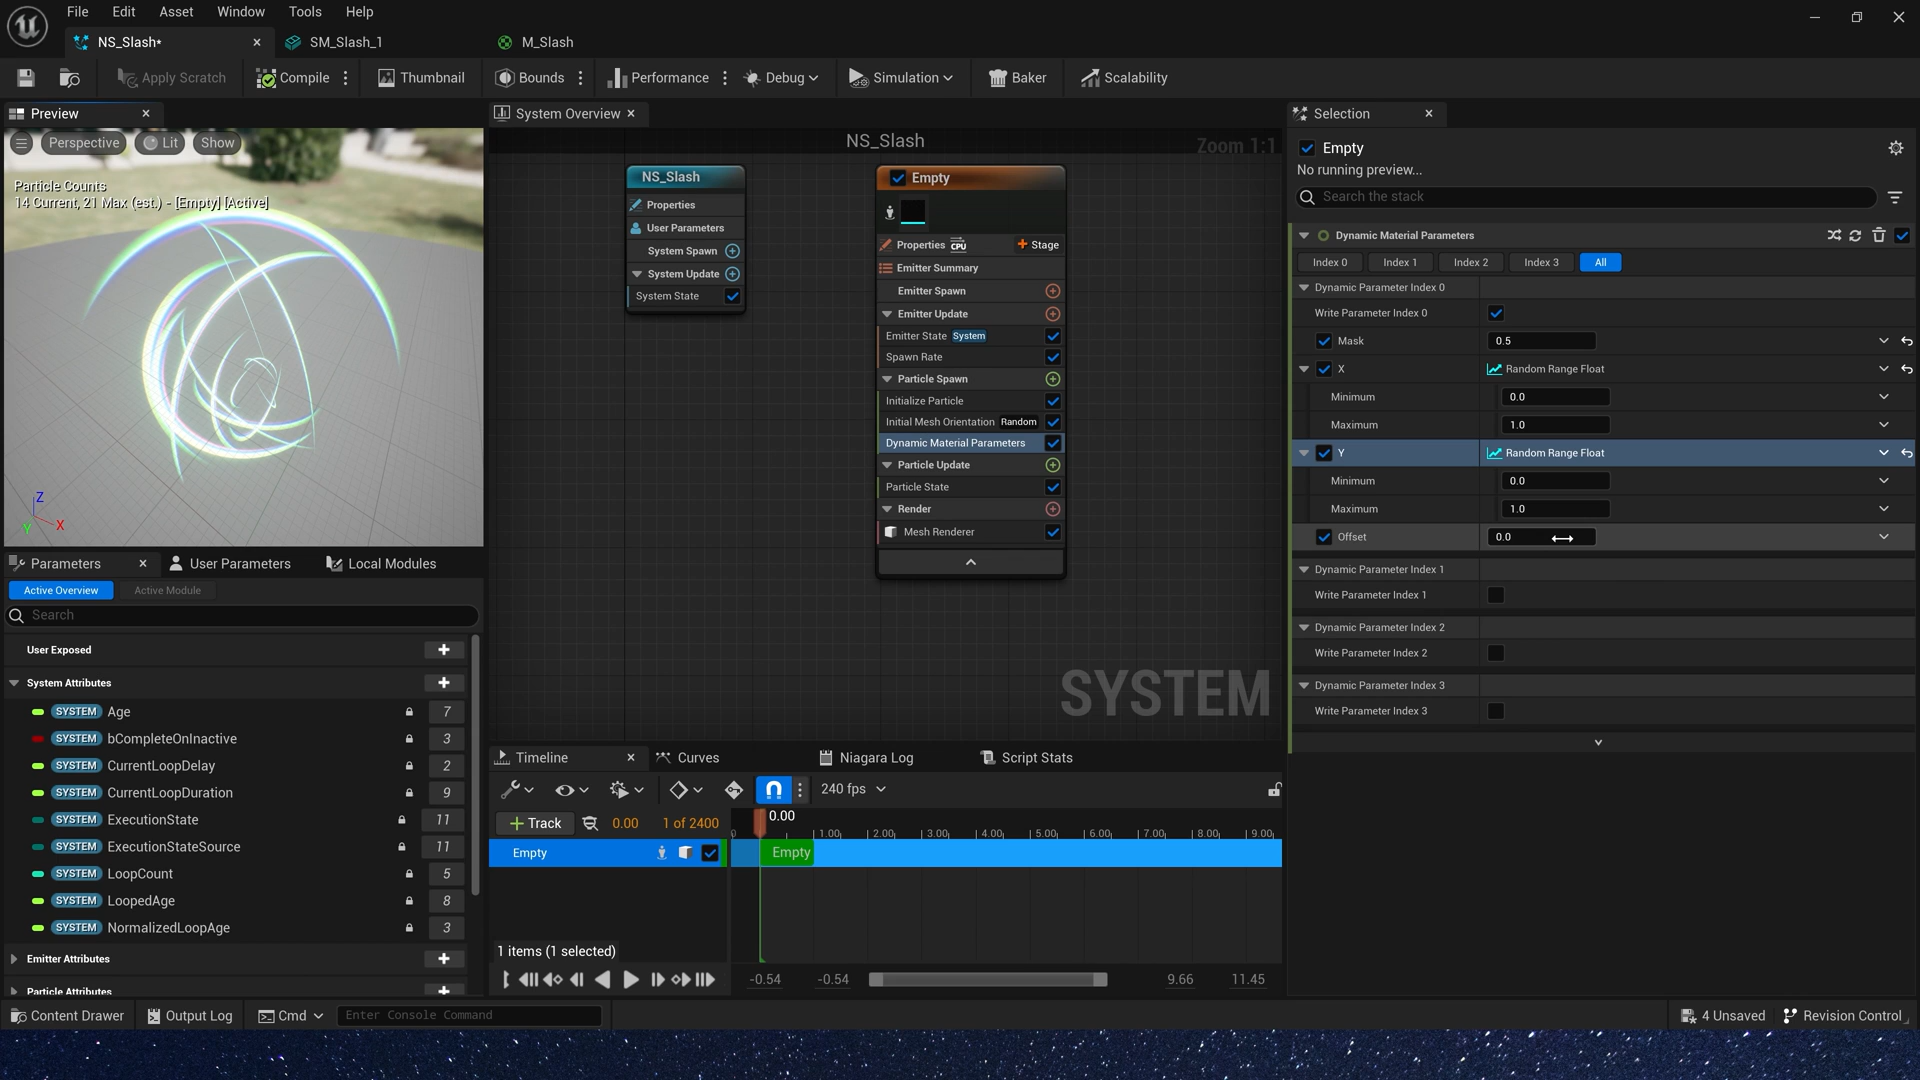 File Edit Asset Window Tools Help
NS_Slash* SM_Slash_1 M_Slash
Apply Scratch Compile Thumbnail Bounds Performance Debug Simulation Baker Scalability
Preview
Perspective Lit Show
Particle Counts
14 Current, 21 Max (est.) - [Empty] [Active]
Z
Y
X
Parameters User Parameters Local Modules
Active Overview Active Module
Search
User Exposed
System Attributes
SYSTEM Age 7
SYSTEM bCompleteOnInactive 3
SYSTEM CurrentLoopDelay 2
SYSTEM CurrentLoopDuration 9
SYSTEM ExecutionState 11
SYSTEM ExecutionStateSource 11
SYSTEM LoopCount 5
SYSTEM LoopedAge 8
SYSTEM NormalizedLoopAge 3
Emitter Attributes
Particle Attributes
System Overview
NS_Slash
Zoom 1:1
NS_Slash
Properties
User Parameters
System Spawn
System Update
System State
Empty
Properties CPU + Stage
Emitter Summary
Emitter Spawn
Emitter Update
Emitter State System
Spawn Rate
Particle Spawn
Initialize Particle
Initial Mesh Orientation Random
Dynamic Material Parameters
Particle Update
Particle State
Render
Mesh Renderer
SYSTEM
Timeline Curves Niagara Log Script Stats
240 fps
+ Track 0.00 1 of 2400
0.00
0 1.00 2.00 3.00 4.00 5.00 6.00 7.00 8.00 9.00
Empty
Empty
1 items (1 selected)
-0.54 -0.54 9.66 11.45
Selection
Empty
No running preview...
Search the stack
Dynamic Material Parameters
Index 0 Index 1 Index 2 Index 3 All
Dynamic Parameter Index 0
Write Parameter Index 0
Mask 0.5
X Random Range Float
Minimum 0.0
Maximum 1.0
Y Random Range Float
Minimum 0.0
Maximum 1.0
Offset 0.0
Dynamic Parameter Index 1
Write Parameter Index 1
Dynamic Parameter Index 2
Write Parameter Index 2
Dynamic Parameter Index 3
Write Parameter Index 3
Content Drawer Output Log Cmd Enter Console Command 4 Unsaved Revision Control